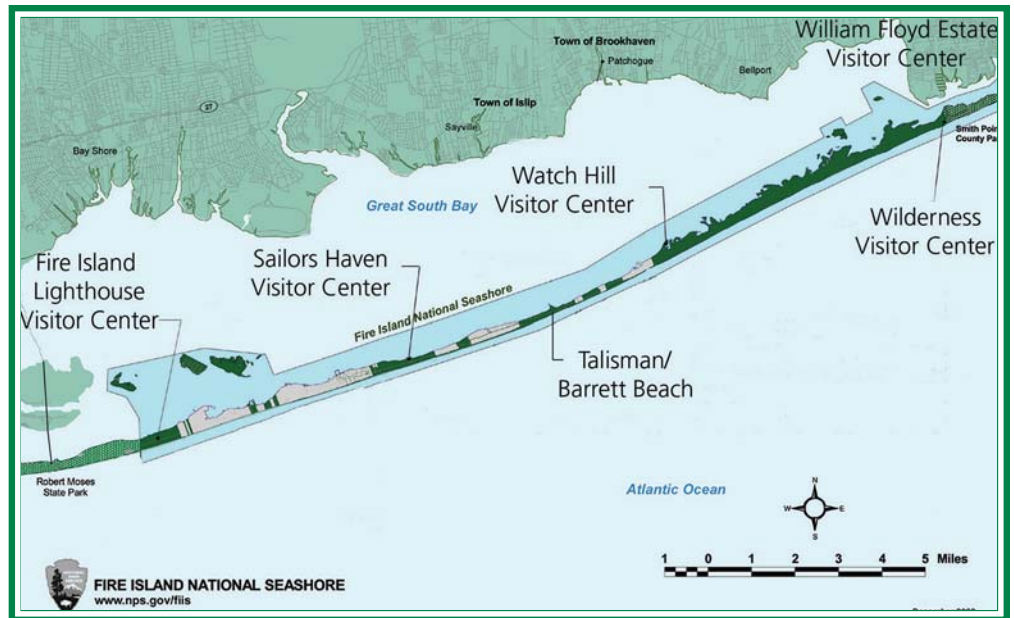 William Floyd Estate
Visitor Center
Town of Brookhaven
Patchogue
Bellport
27
Town of Islip
Sayville
Bay Shore
Smith Poin
County Pa
Watch Hill
Visitor Center
Great South Bay
Wilderness
Visitor Center
Fire Island
Lighthouse
Visitor Center
Sailors Haven
Visitor Center
Fire Island National Seashore
Talisman/
Barrett Beach
Robert Moses
State Park
Atlantic Ocean
N
W E
S
1 0 1 2 3 4 5 Miles
FIRE ISLAND NATIONAL SEASHORE
www.nps.gov/fiis